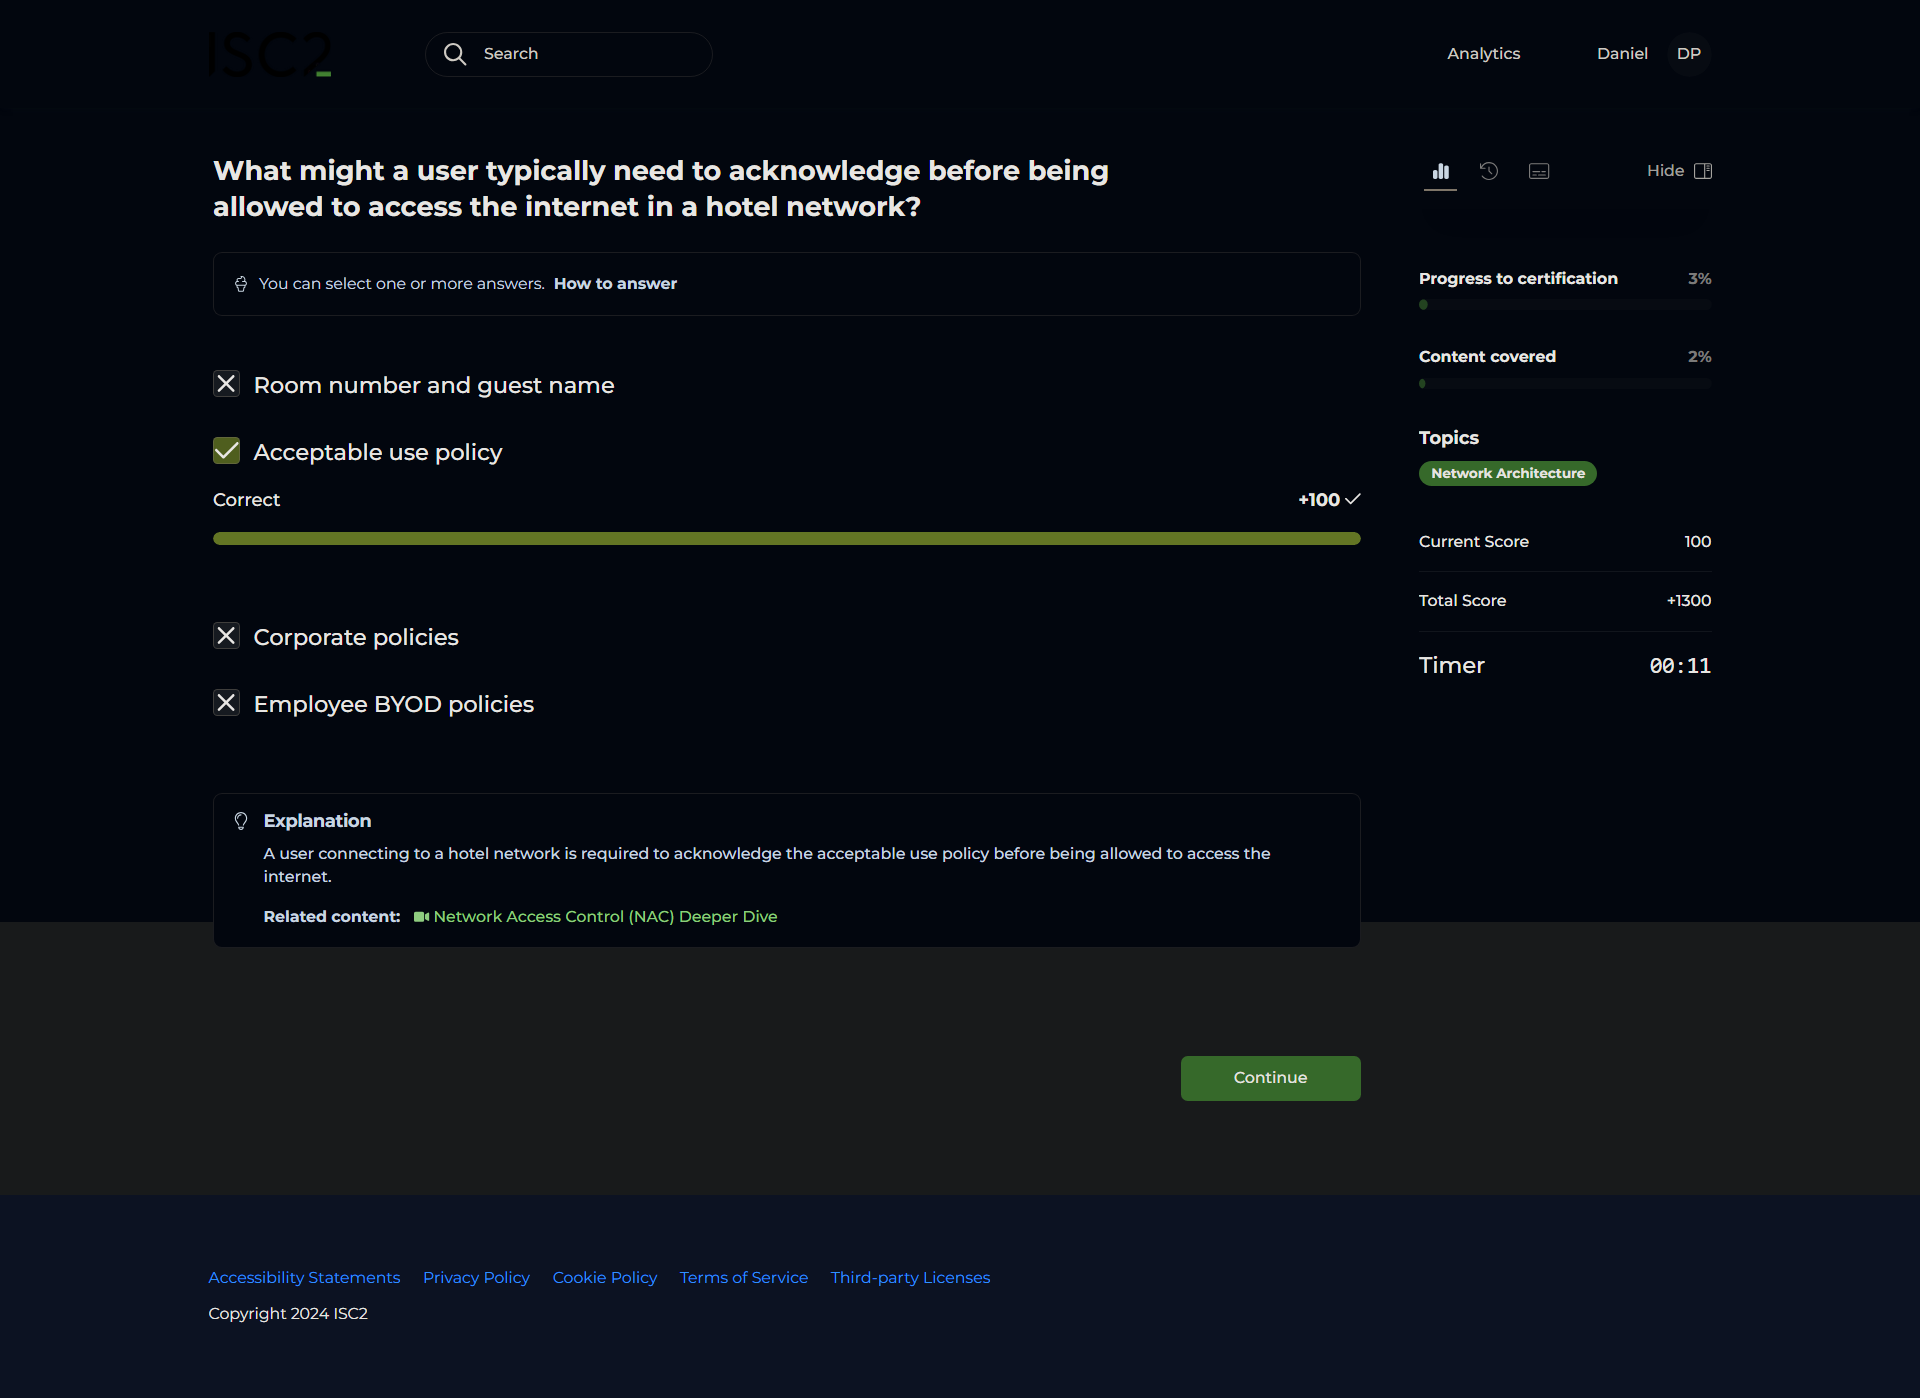 ISC2
Search
Analytics
Daniel
DP
What might a user typically need to acknowledge before being
allowed to access the internet in a hotel network?
Hide
You can select one or more answers. How to answer
Progress to certification 3%
Content covered 2%
Room number and guest name
Acceptable use policy
Correct +100
Topics
Network Architecture
Current Score 100
Total Score +1300
Timer 00:11
Corporate policies
Employee BYOD policies
Explanation
A user connecting to a hotel network is required to acknowledge the acceptable use policy before being allowed to access the
internet.
Related content: Network Access Control (NAC) Deeper Dive
Continue
Accessibility Statements Privacy Policy Cookie Policy Terms of Service Third-party Licenses
Copyright 2024 ISC2